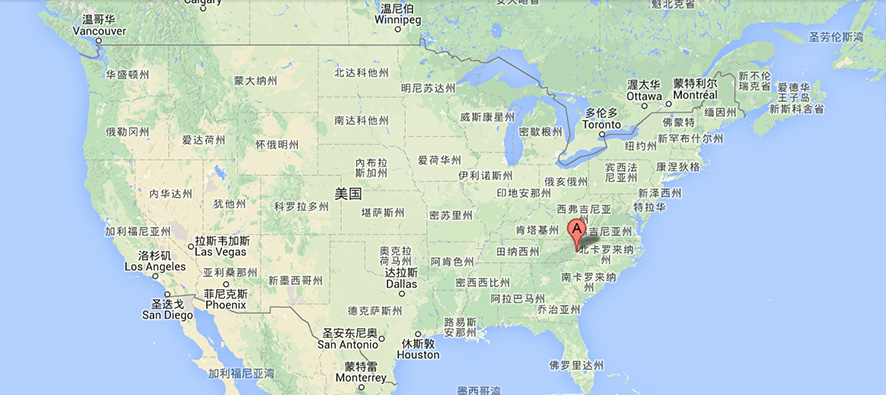 温哥华
Vancouver
Calgary
温尼伯
Winnipeg
安大略省
魁北克省
圣劳伦斯湾
华盛顿州
蒙大纳州
北达科他州
明尼苏达州
渥太华
Ottawa
蒙特利尔
Montréal
新不伦
瑞克省
爱德华
王子岛
新斯科舍省
俄勒冈州
爱达荷州
怀俄明州
南达科他州
威斯康星州
密歇根州
多伦多
Toronto
缅因州
佛蒙特
新罕布什尔州
纽约州
内布拉
斯加州
爱荷华州
伊利诺斯州
印地安那州
俄亥俄州
宾西法
尼亚州
康涅狄格
内华达州
犹他州
科罗拉多州
美国
堪萨斯州
密苏里州
西弗吉尼亚
州
新泽西州
特拉华
加利福尼亚州
拉斯韦加斯
Las Vegas
肯塔基州
吉尼亚州
A
洛杉矶
Los Angeles
亚利桑那州
奥克拉
荷马州
阿肯色州
田纳西州
北卡罗来纳
州
圣迭戈
San Diego
菲尼克斯
Phoenix
新墨西哥州
达拉斯
Dallas
密西西比州
阿拉巴马州
南卡罗来纳
州
乔治亚州
德克萨斯州
圣安东尼奥
San Antonio
休斯敦
Houston
路易斯
安那州
加利福尼亚湾
蒙特雷
Monterrey
佛罗里达州
墨西哥湾